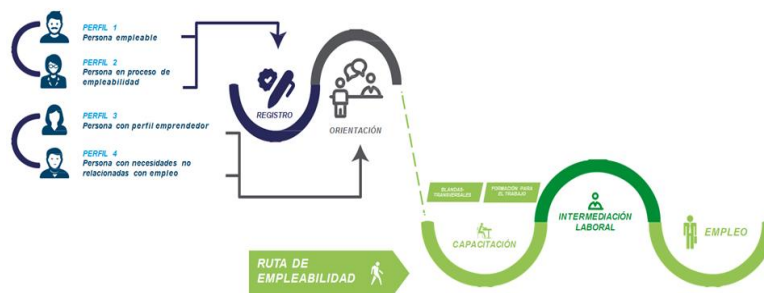 PERFIL 1
Persona empleable
PERFIL 2
Persona en proceso de
empleabilidad
PERFIL 3
Persona con perfil emprendedor
PERFIL 4
Persona con necesidades no
relacionadas con empleo
REGISTRO
ORIENTACIÓN
BLANDAS
TRANSVERSALES
FORMACIÓN PARA
EL TRABAJO
CAPACITACIÓN
INTERMEDIACIÓN
LABORAL
EMPLEO
RUTA DE
EMPLEABILIDAD